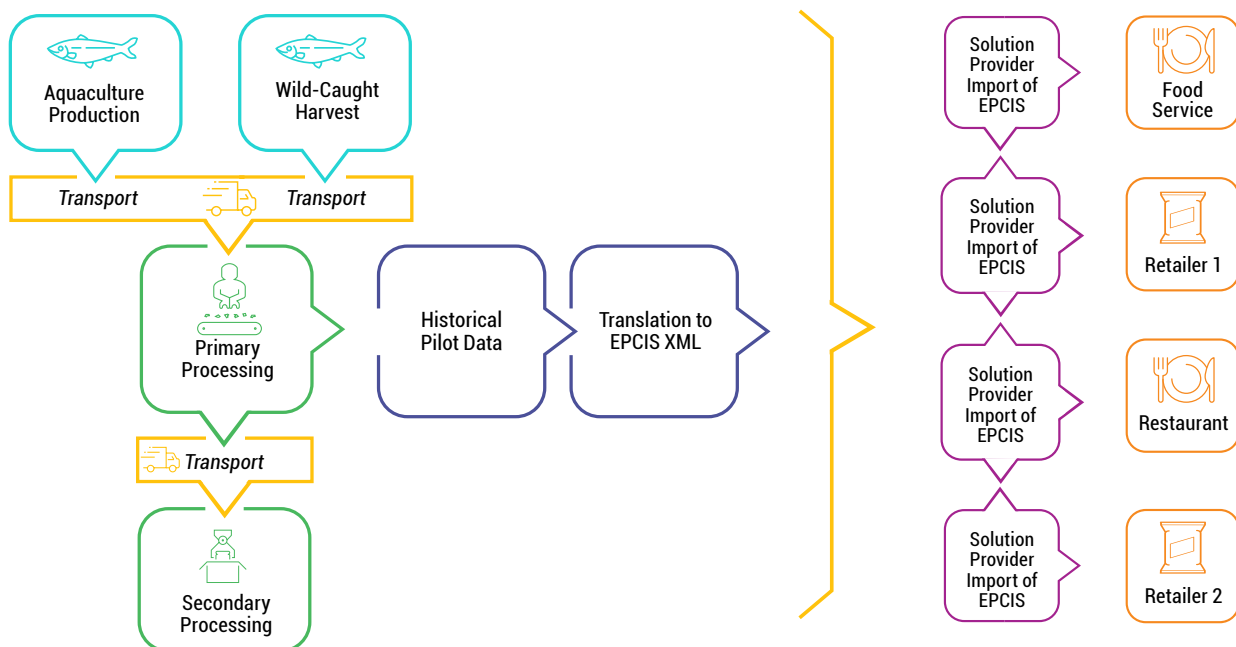 Aquaculture
Production
Wild-Caught
Harvest
Transport
Transport
Primary
Processing
Transport
Secondary
Processing
Historical
Pilot Data
Translation to
EPCIS XML
Solution
Provider
Import of
EPCIS
Food
Service
Solution
Provider
Import of
EPCIS
Retailer 1
Solution
Provider
Import of
EPCIS
Restaurant
Solution
Provider
Import of
EPCIS
Retailer 2